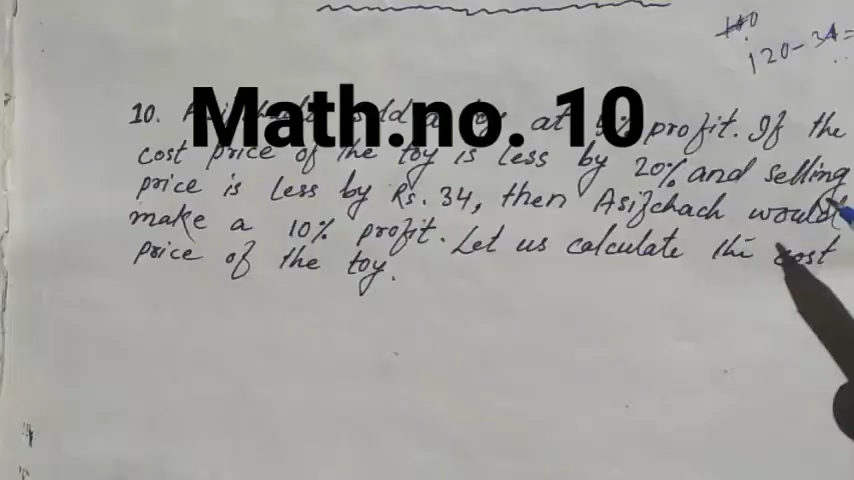 120-34=
Math.no. 10
10. at 5% profit. If the
cost price of the toy is less by 20% and selling
price is less by Rs. 34, then Asifchach would
make a 10% profit. Let us calculate the cost
price of the toy.